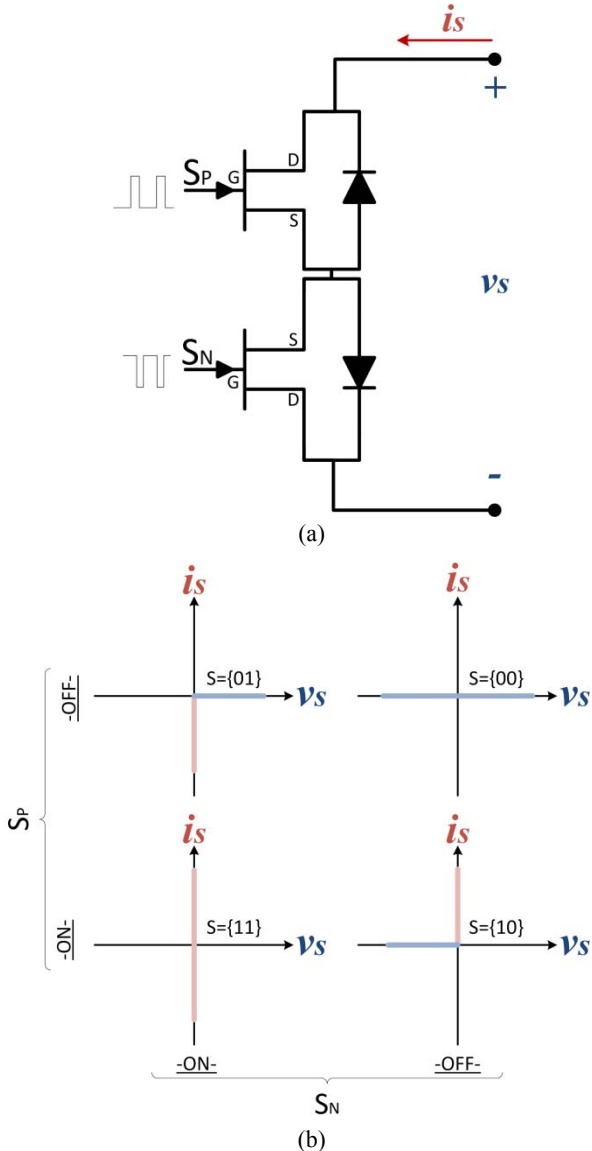 is
+
D
SP
G
S
vs
S
SN
G
D
-
(a)
is
is
-OFF-
S={01}
vs
S={00}
vs
SP
is
is
-ON-
S={11}
vs
S={10}
vs
-ON-
-OFF-
SN
(b)